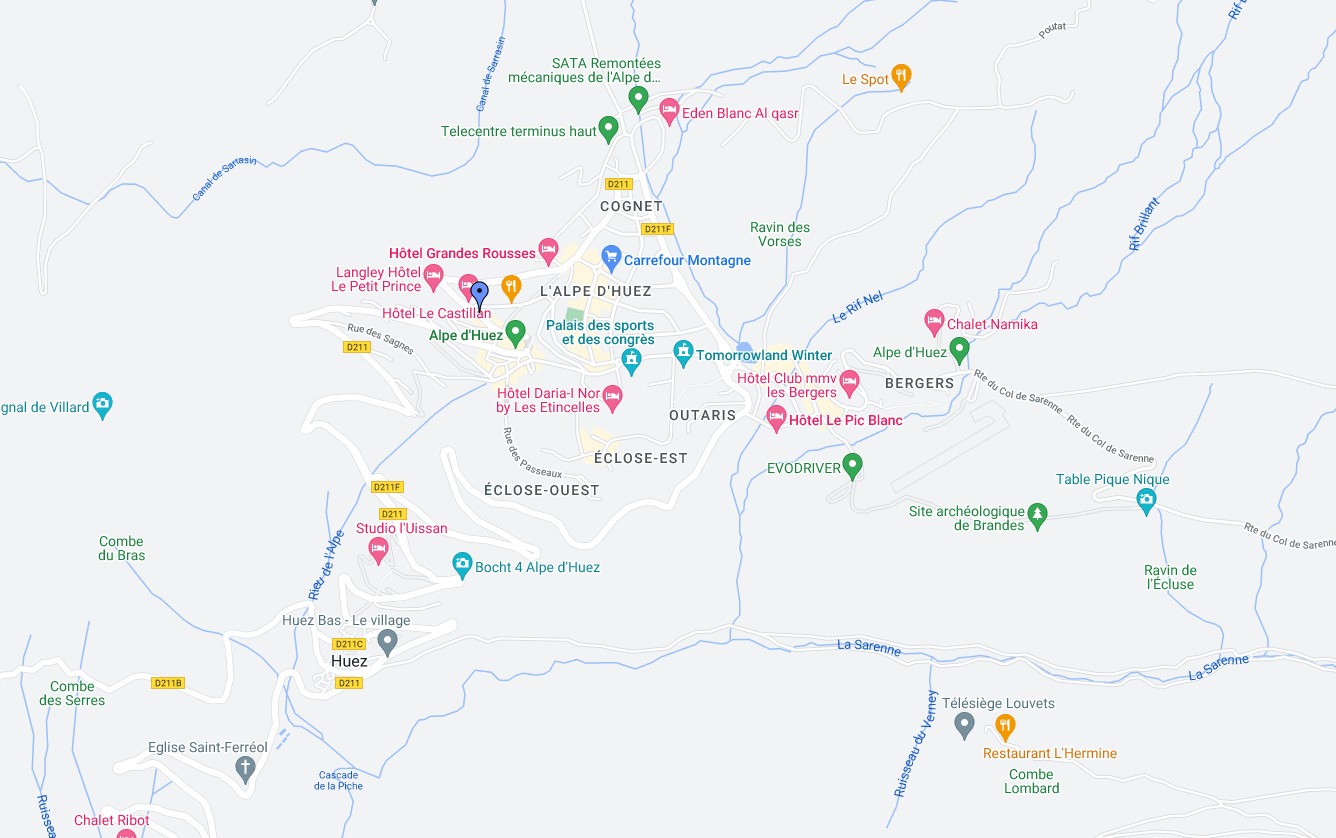 Rif B
Poutat
Canal de Sarrasin
SATA Remontées
mécaniques de l'Alpe d...
Le Spot
Eden Blanc Al qasr
Telecentre terminus haut
Canal de Sarrasin
D211
COGNET
Rif Brillant
D211F
Ravin des
Vorses
Hôtel Grandes Rousses
Carrefour Montagne
Langley Hôtel
Le Petit Prince
L'ALPE D'HUEZ
Le Rif Nel
Hôtel Le Castillan
Rue des Sagnes
Alpe d'Huez
Palais des sports
et des congrès
Chalet Namika
D211
Tomorrowland Winter
Alpe d'Huez
Hôtel Club mmv
les Bergers
BERGERS
Rte du Col de Sarenne
Hôtel Daria-I Nor
by Les Etincelles
gnal de Villard
OUTARIS
Hôtel Le Pic Blanc
Rte du Col de Sarenne
Rue des Passeaux
ÉCLOSE-EST
EVODRIVER
Table Pique Nique
D211F
ÉCLOSE-OUEST
D211
Site archéologique
de Brandes
Studio l'Uissan
Rte du Col de Sarenne
Combe
du Bras
Rieu de l'Alpe
Bocht 4 Alpe d'Huez
Ravin de
l'Écluse
Huez Bas - Le village
D211C
La Sarenne
Huez
La Sarenne
D211B
D211
Combe
des Serres
Ruisseau du Verney
Télésiège Louvets
Eglise Saint-Ferréol
Restaurant L'Hermine
Cascade
de la Piche
Combe
Lombard
Ruissea
Chalet Ribot